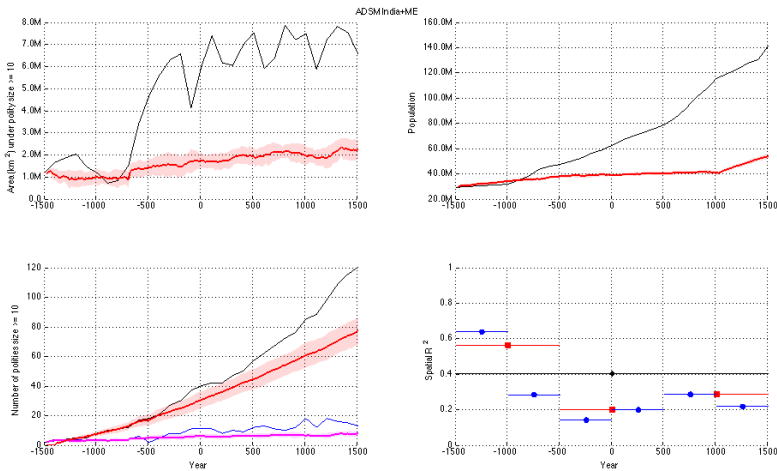 ADSM India+ME
Area(km²) under polity size >= 10
8.0M
7.0M
6.0M
5.0M
4.0M
3.0M
2.0M
1.0M
0.0
-1500 -1000 -500 0 500 1000 1500
Population
160.0M
140.0M
120.0M
100.0M
80.0M
60.0M
40.0M
20.0M
-1500 -1000 -500 0 500 1000 1500
Number of polities size >= 10
120
100
80
60
40
20
0
-1500 -1000 -500 0 500 1000 1500
Year
Spatial R²
1
0.8
0.6
0.4
0.2
0
-1500 -1000 -500 0 500 1000 1500
Year